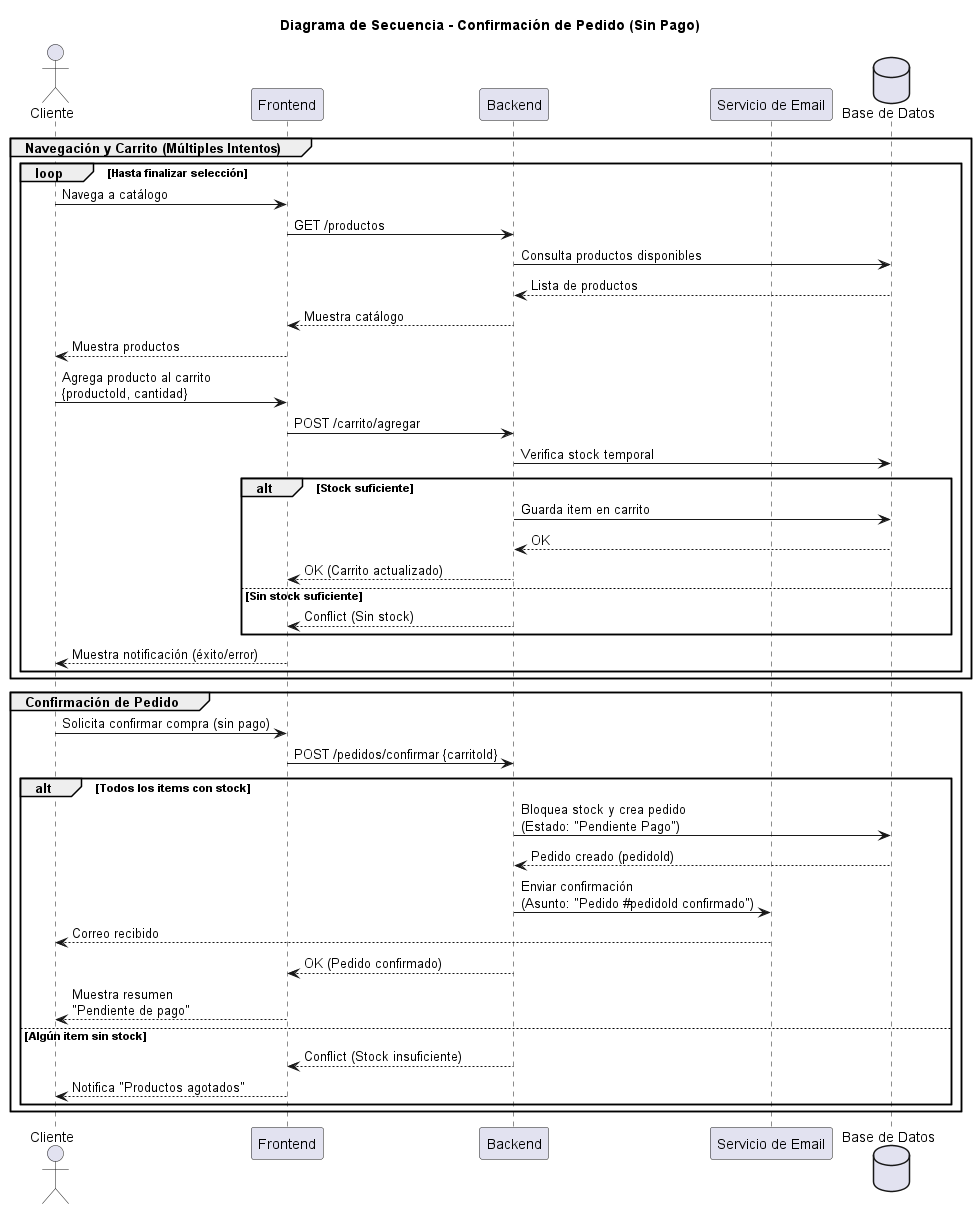 Diagrama de Secuencia - Confirmación de Pedido (Sin Pago)
Cliente
Frontend
Backend
Servicio de Email
Base de Datos
Navegación y Carrito (Múltiples Intentos)
loop [Hasta finalizar selección]
Navega a catálogo
GET /productos
Consulta productos disponibles
Lista de productos
Muestra catálogo
Muestra productos
Agrega producto al carrito
{productoId, cantidad}
POST /carrito/agregar
Verifica stock temporal
alt [Stock suficiente]
Guarda item en carrito
OK
OK (Carrito actualizado)
[Sin stock suficiente]
Conflict (Sin stock)
Muestra notificación (éxito/error)
Confirmación de Pedido
Solicita confirmar compra (sin pago)
POST /pedidos/confirmar {carritoId}
alt [Todos los items con stock]
Bloquea stock y crea pedido
(Estado: "Pendiente Pago")
Pedido creado (pedidoId)
Enviar confirmación
(Asunto: "Pedido #pedidoId confirmado")
Correo recibido
OK (Pedido confirmado)
Muestra resumen
"Pendiente de pago"
[Algún item sin stock]
Conflict (Stock insuficiente)
Notifica "Productos agotados"
Cliente
Frontend
Backend
Servicio de Email
Base de Datos